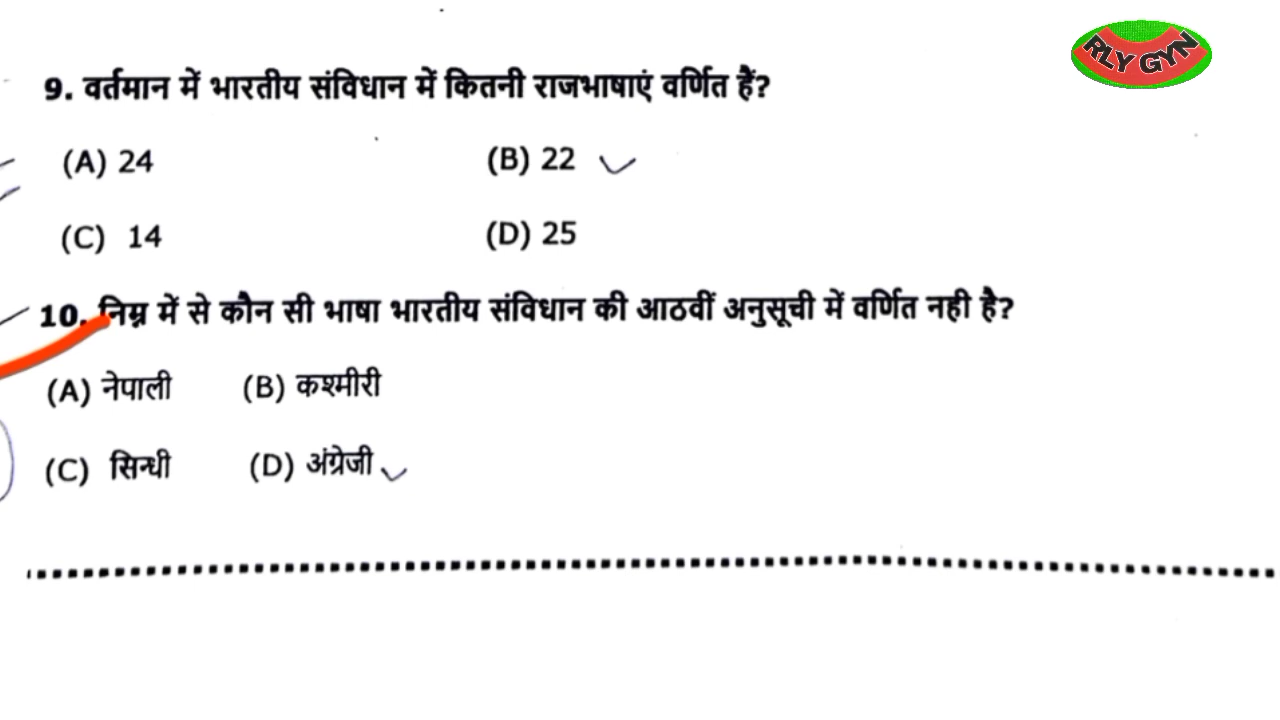 RLY GYN
9. वर्तमान में भारतीय संविधान में कितनी राजभाषाएं वर्णित हैं?
(A) 24 (B) 22
(C) 14 (D) 25
10. निम्न में से कौन सी भाषा भारतीय संविधान की आठवीं अनुसूची में वर्णित नही है?
(A) नेपाली (B) कश्मीरी
(C) सिन्धी (D) अंग्रेजी